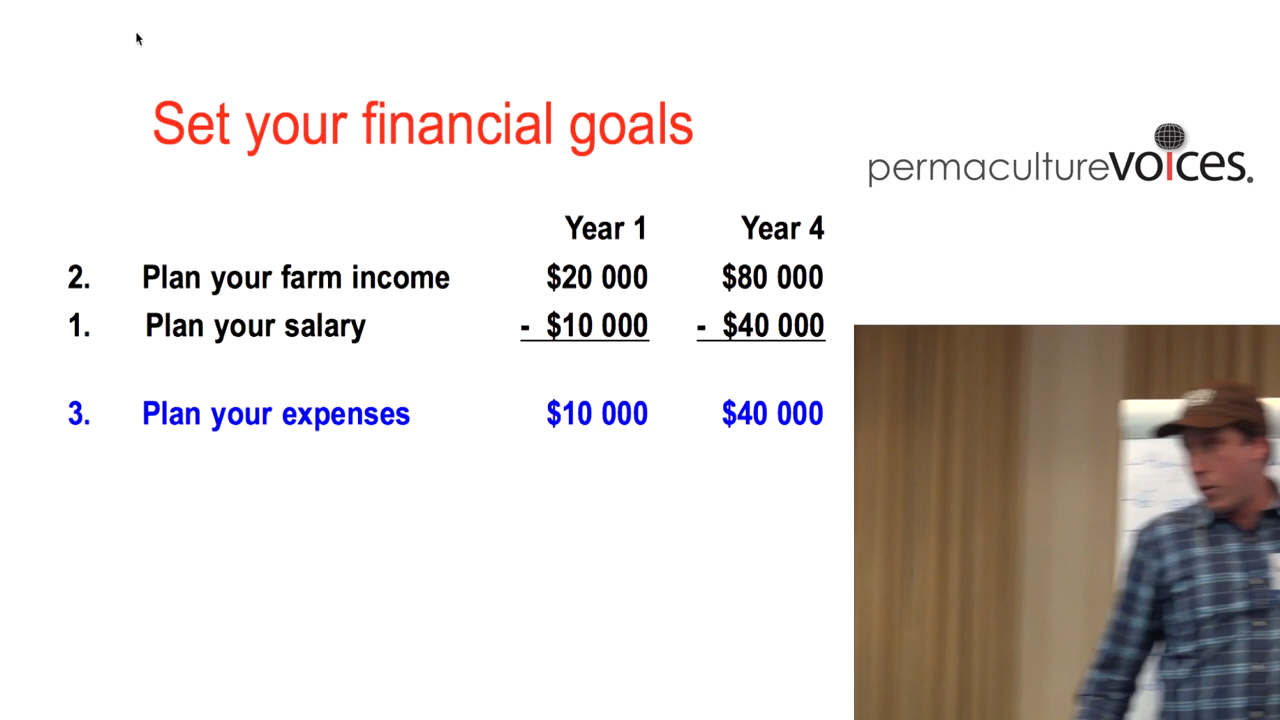 Set your financial goals
permaculturevoices.
Year 1 Year 4
2. Plan your farm income $20 000 $80 000
1. Plan your salary - $10 000 - $40 000
3. Plan your expenses $10 000 $40 000